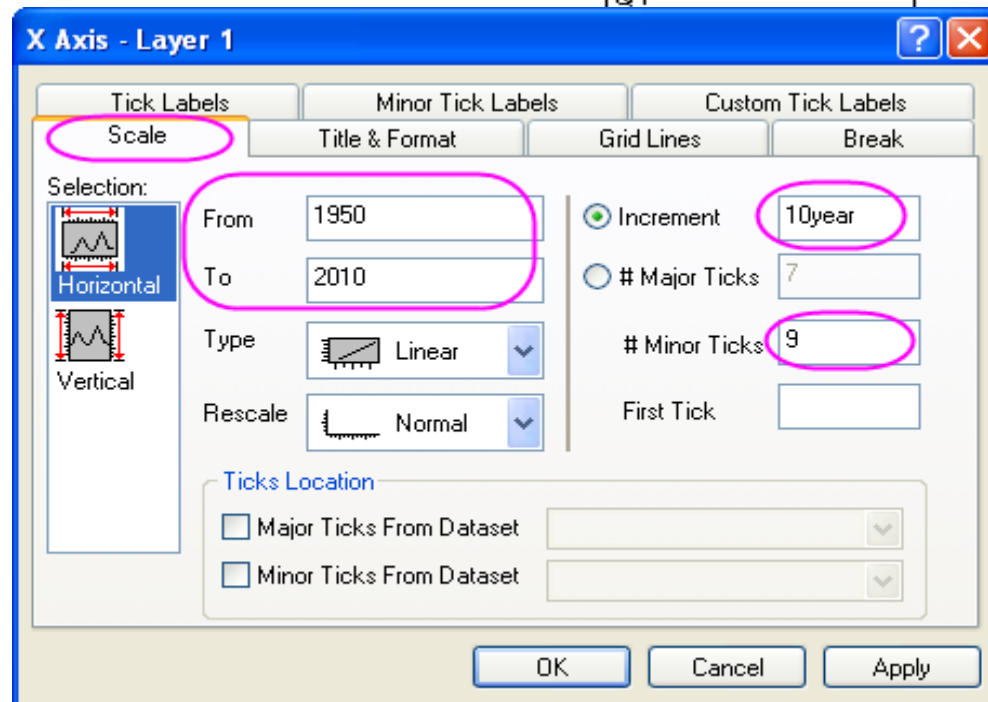 X Axis - Layer 1
Tick Labels Minor Tick Labels Custom Tick Labels
Scale Title & Format Grid Lines Break
Selection:
Horizontal
Vertical
From 1950
To 2010
Type Linear
Rescale Normal
Increment 10year
# Major Ticks 7
# Minor Ticks 9
First Tick
Ticks Location
Major Ticks From Dataset
Minor Ticks From Dataset
OK Cancel Apply